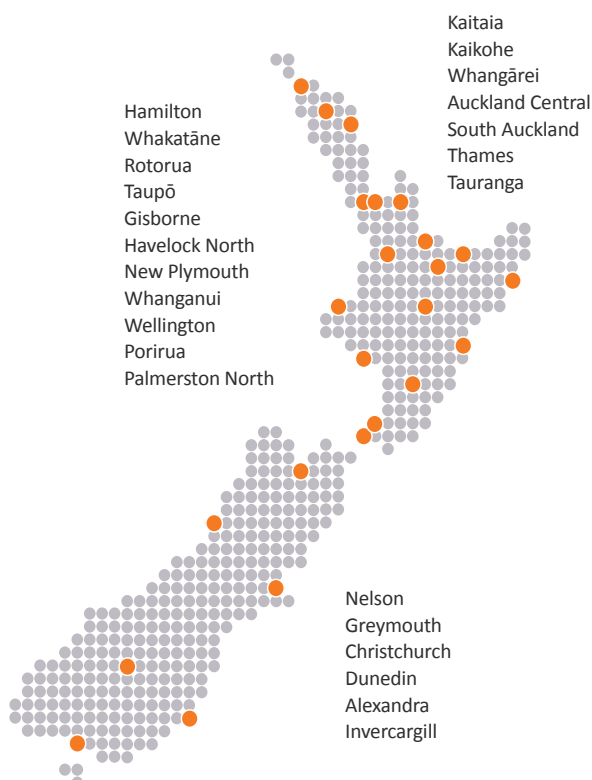 Kaitaia
Kaikohe
Whangārei
Auckland Central
South Auckland
Thames
Tauranga
Hamilton
Whakatāne
Rotorua
Taupō
Gisborne
Havelock North
New Plymouth
Whanganui
Wellington
Porirua
Palmerston North
Nelson
Greymouth
Christchurch
Dunedin
Alexandra
Invercargill